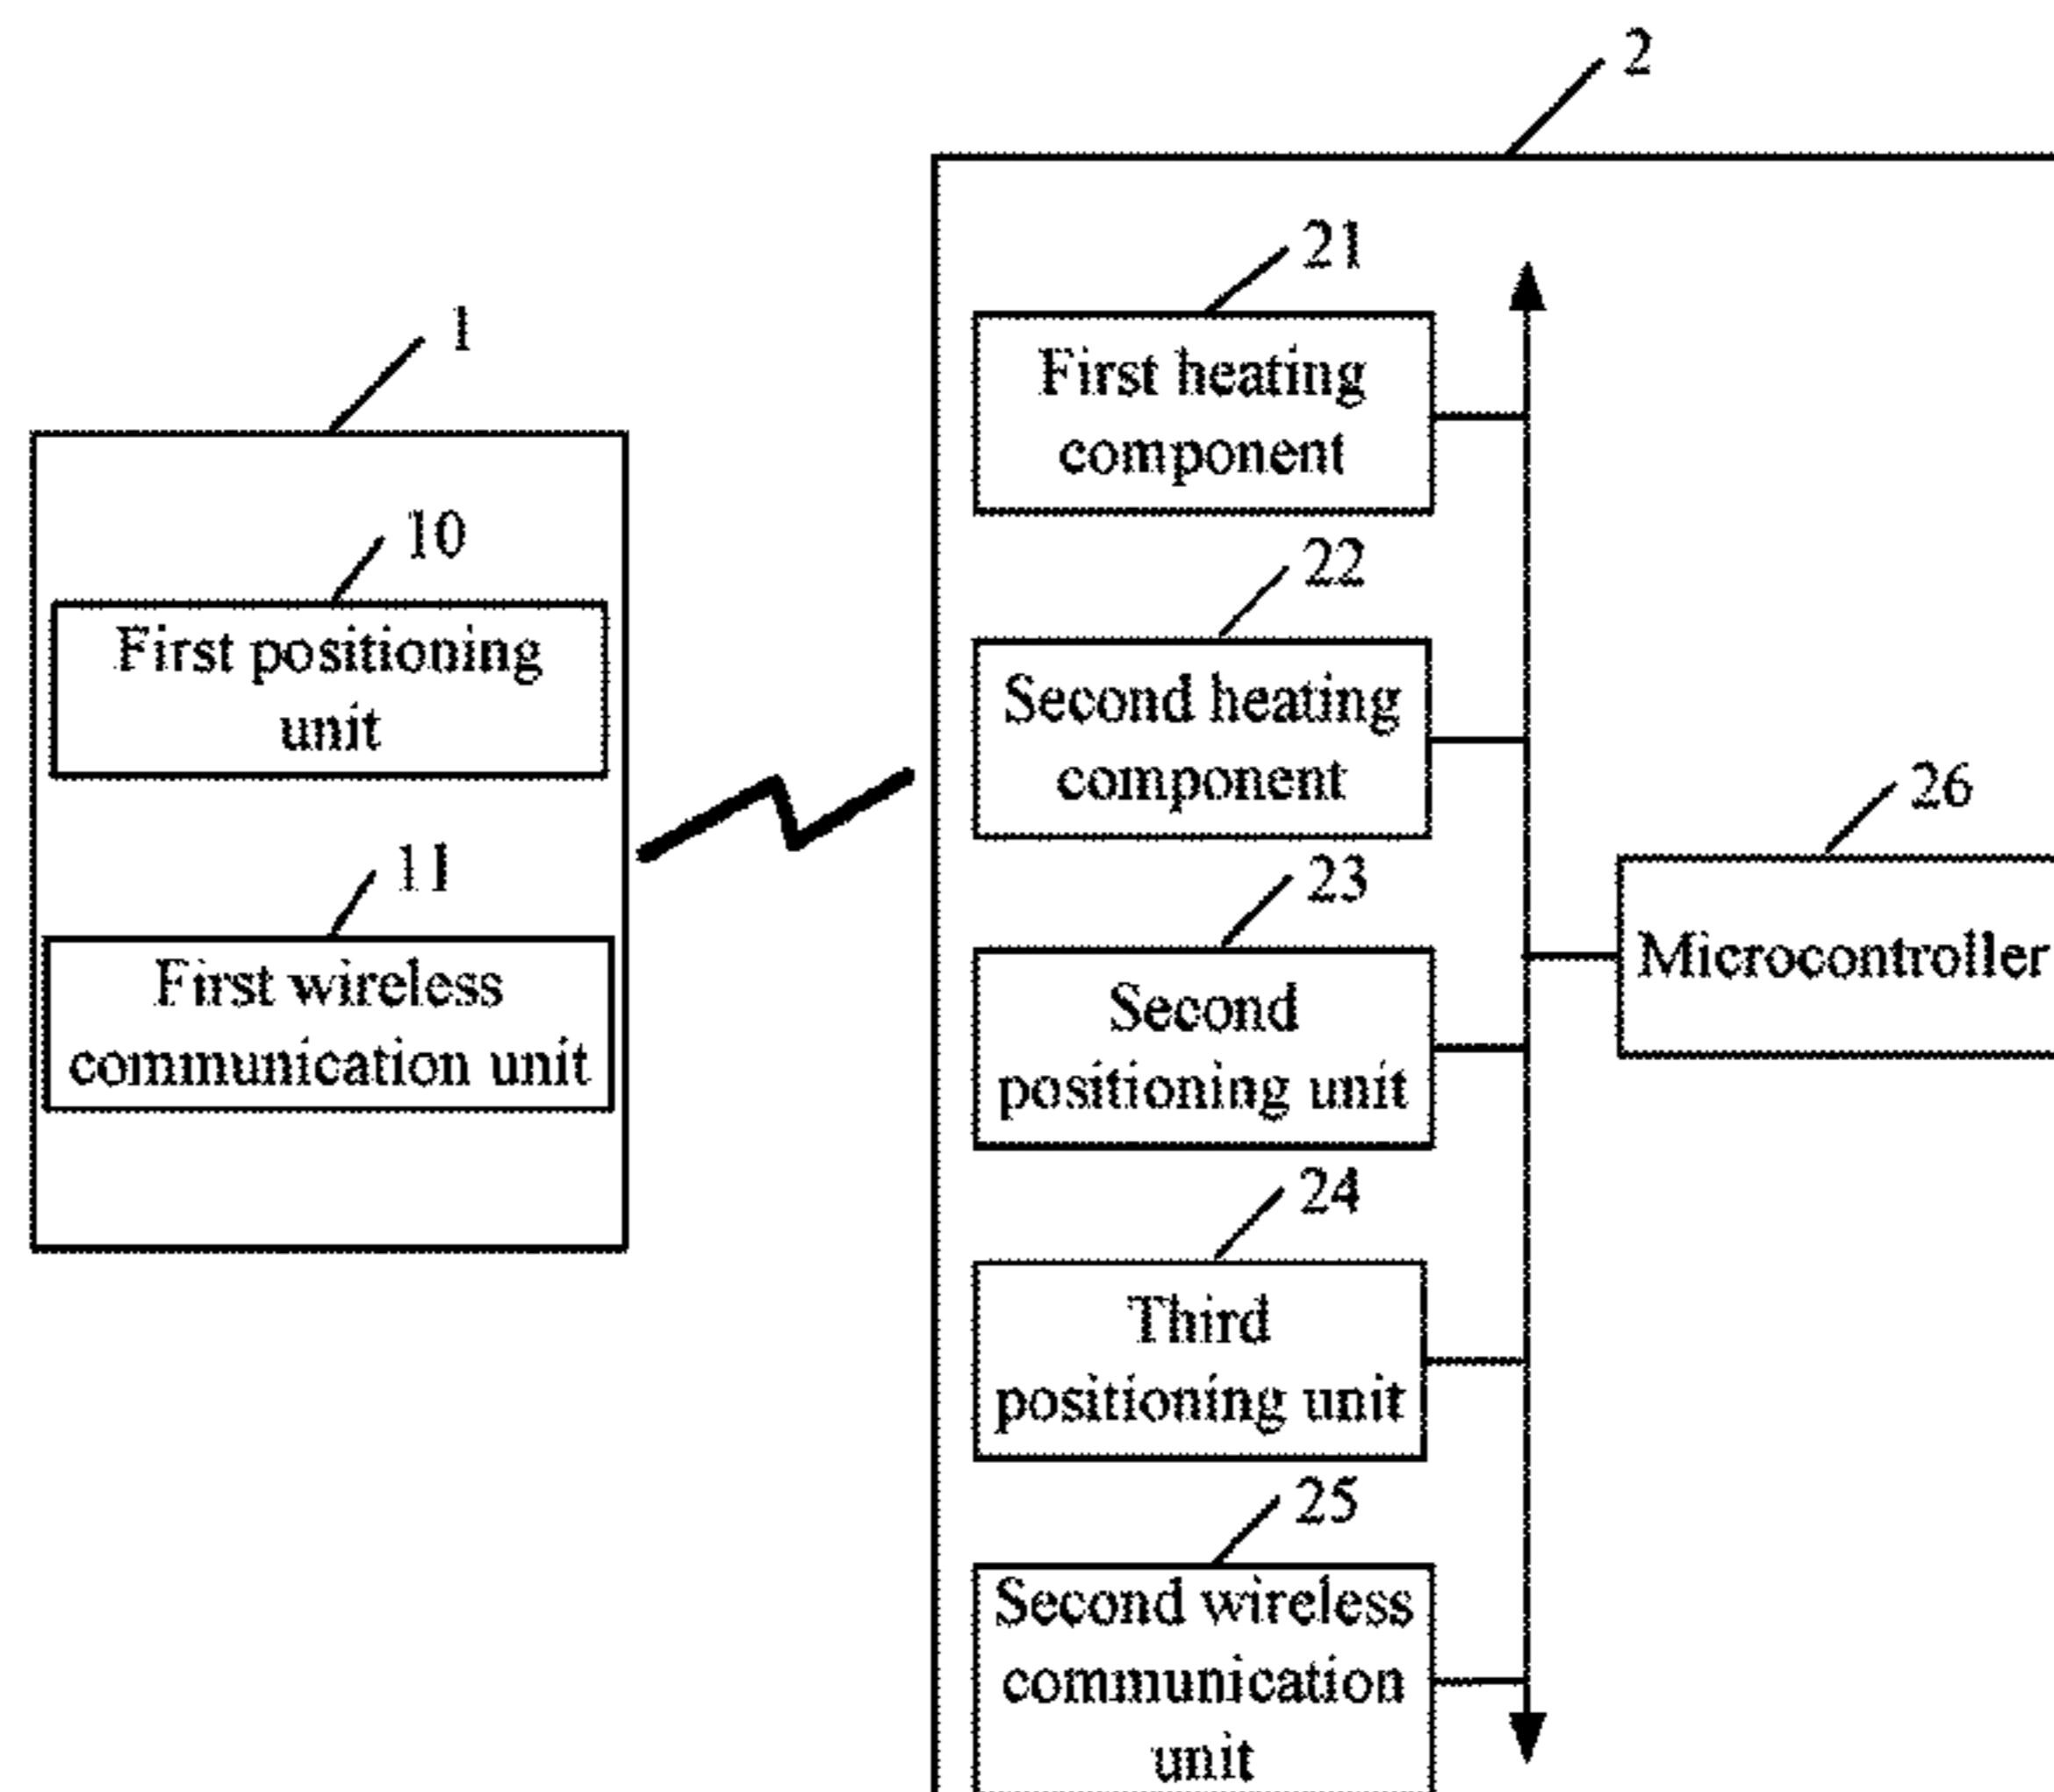 2
1
10
First positioning
unit
11
First wireless
communication unit
21
First heating
component
22
Second heating
component
23
Second
positioning unit
24
Third
positioning unit
25
Second wireless
communication
unit
26
Microcontroller